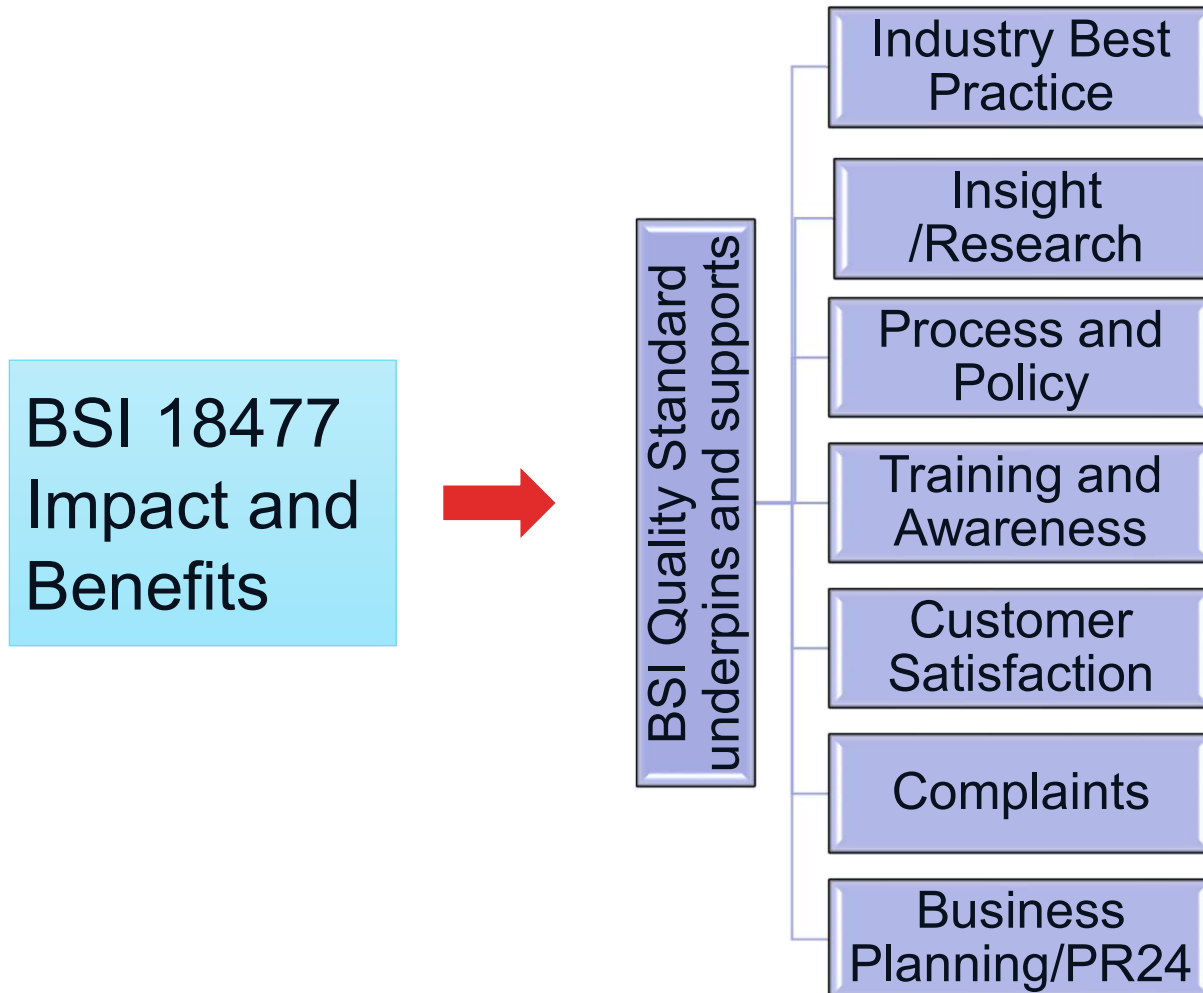 BSI 18477
Impact and
Benefits
BSI Quality Standard
underpins and supports
Industry Best
Practice
Insight
/Research
Process and
Policy
Training and
Awareness
Customer
Satisfaction
Complaints
Business
Planning/PR24